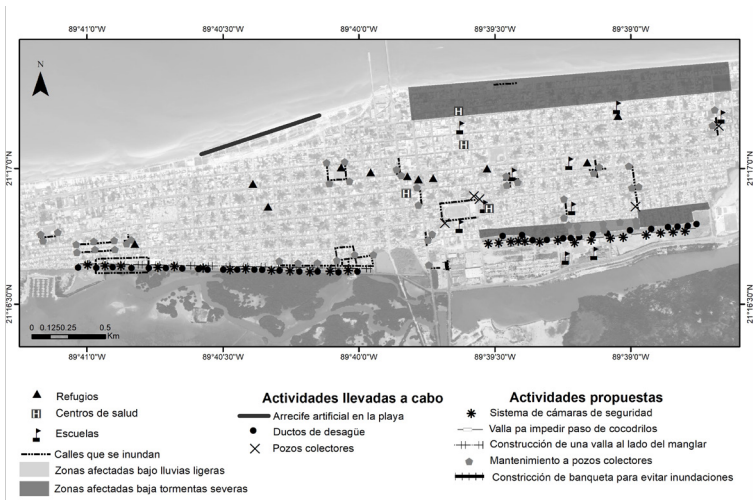 89°41'0"W 89°40'30"W 89°40'0"W 89°39'30"W 89°39'0"W
N
21°17'0"N 21°17'0"N
21°16'30"N 21°16'30"N
0 0.1250.25 0.5
Km
89°41'0"W 89°40'30"W 89°40'0"W 89°39'30"W 89°39'0"W
Refugios
Centros de salud
Escuelas
Calles que se inundan
Zonas afectadas bajo lluvias ligeras
Zonas afectadas baja tormentas severas
Actividades llevadas a cabo
Arrecife artificial en la playa
Ductos de desagüe
Pozos colectores
Actividades propuestas
Sistema de cámaras de seguridad
Valla pa impedir paso de cocodrilos
Construcción de una valla al lado del manglar
Mantenimiento a pozos colectores
Constricción de banqueta para evitar inundaciones